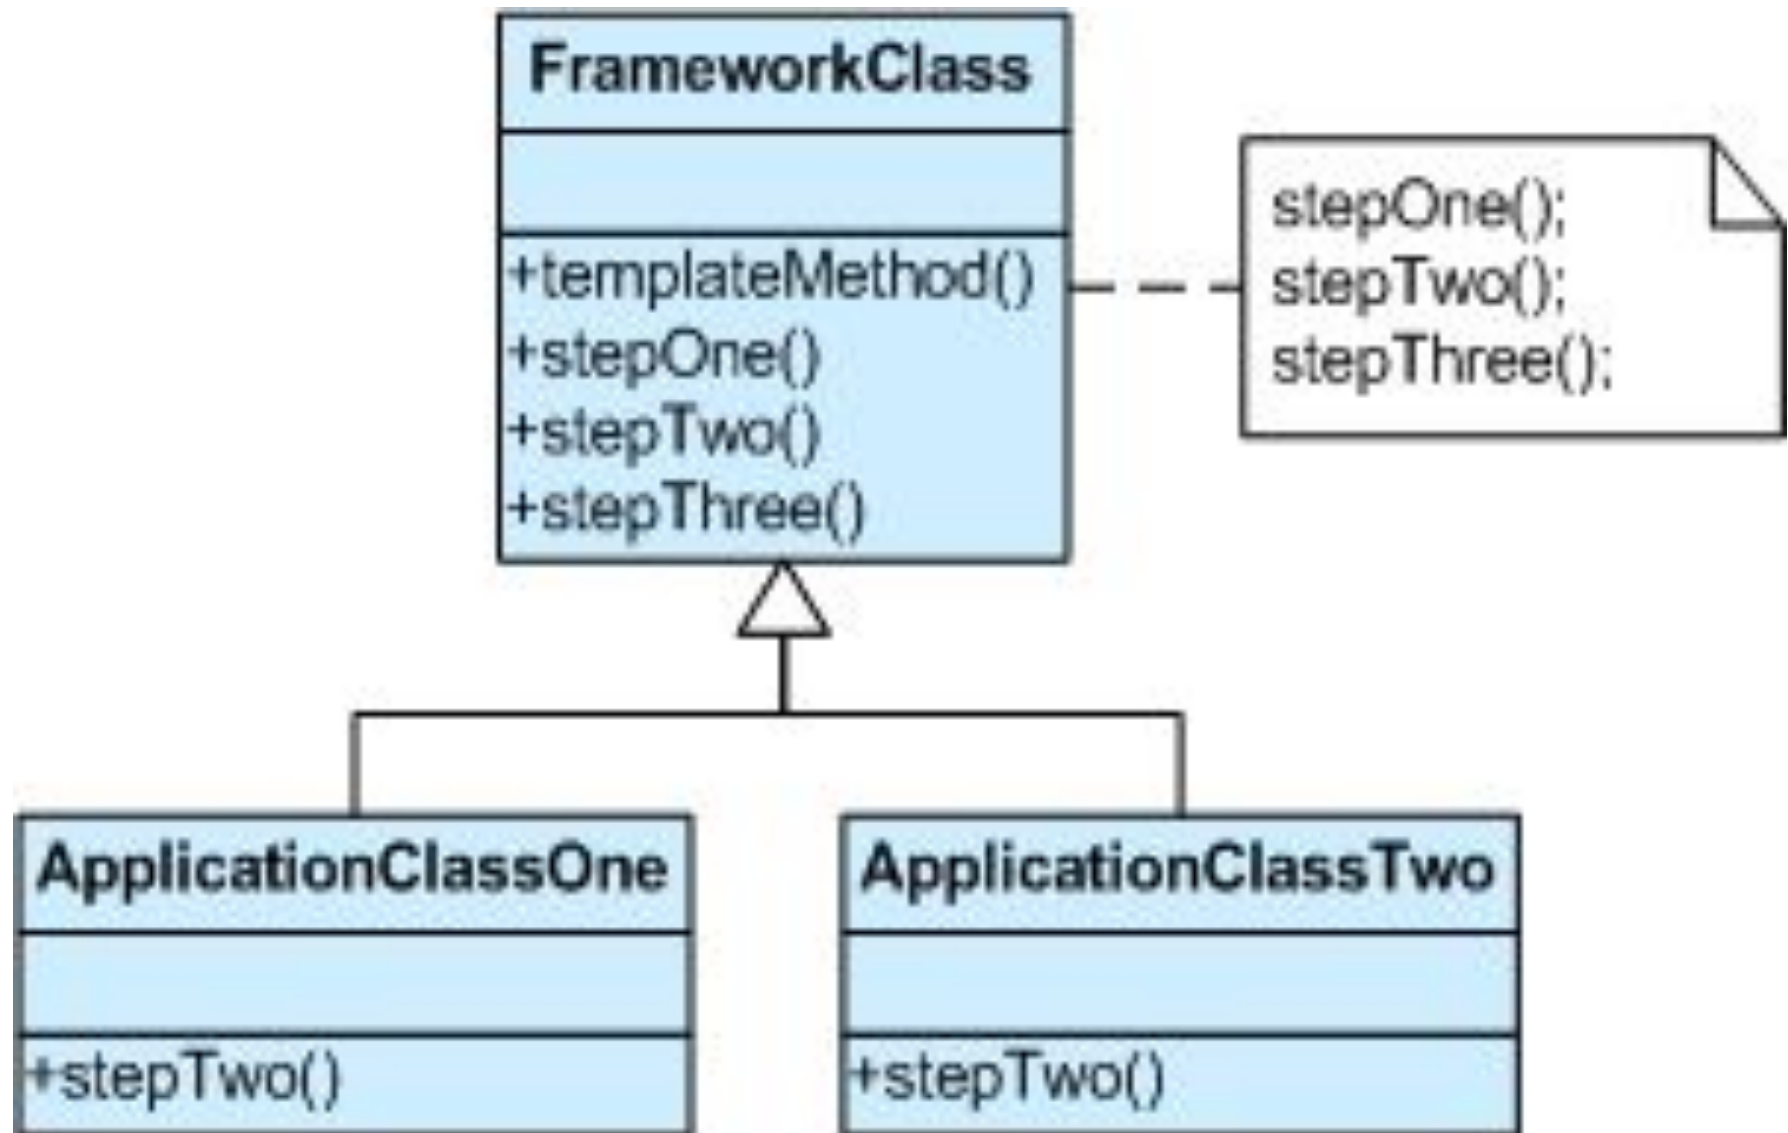 FrameworkClass
+templateMethod()
+stepOne()
+stepTwo()
+stepThree()
stepOne();
stepTwo();
stepThree();
ApplicationClassOne
+stepTwo()
ApplicationClassTwo
+stepTwo()